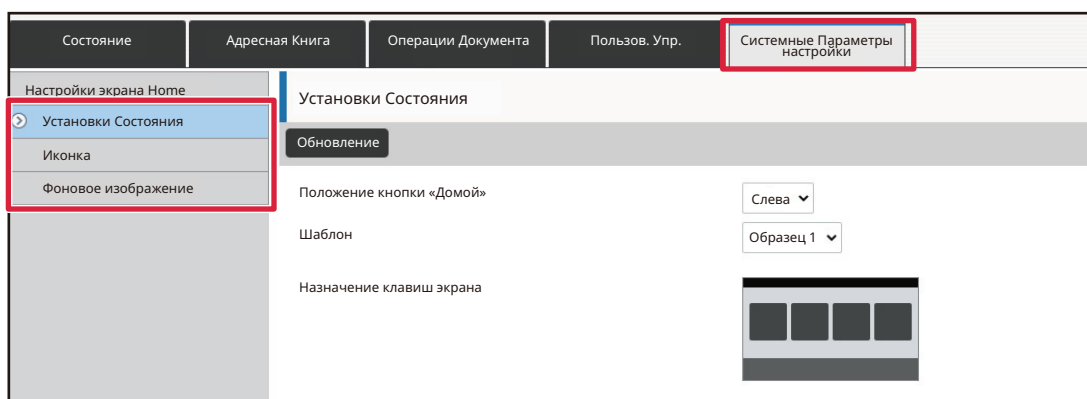 Состояние
Адресная Книга
Операции Документа
Пользов. Упр.
Системные Параметры
настройки
Настройки экрана Home
Установки Состояния
Иконка
Фоновое изображение
Установки Состояния
Обновление
Положение кнопки «Домой»
Слева
Шаблон
Образец 1
Назначение клавиш экрана